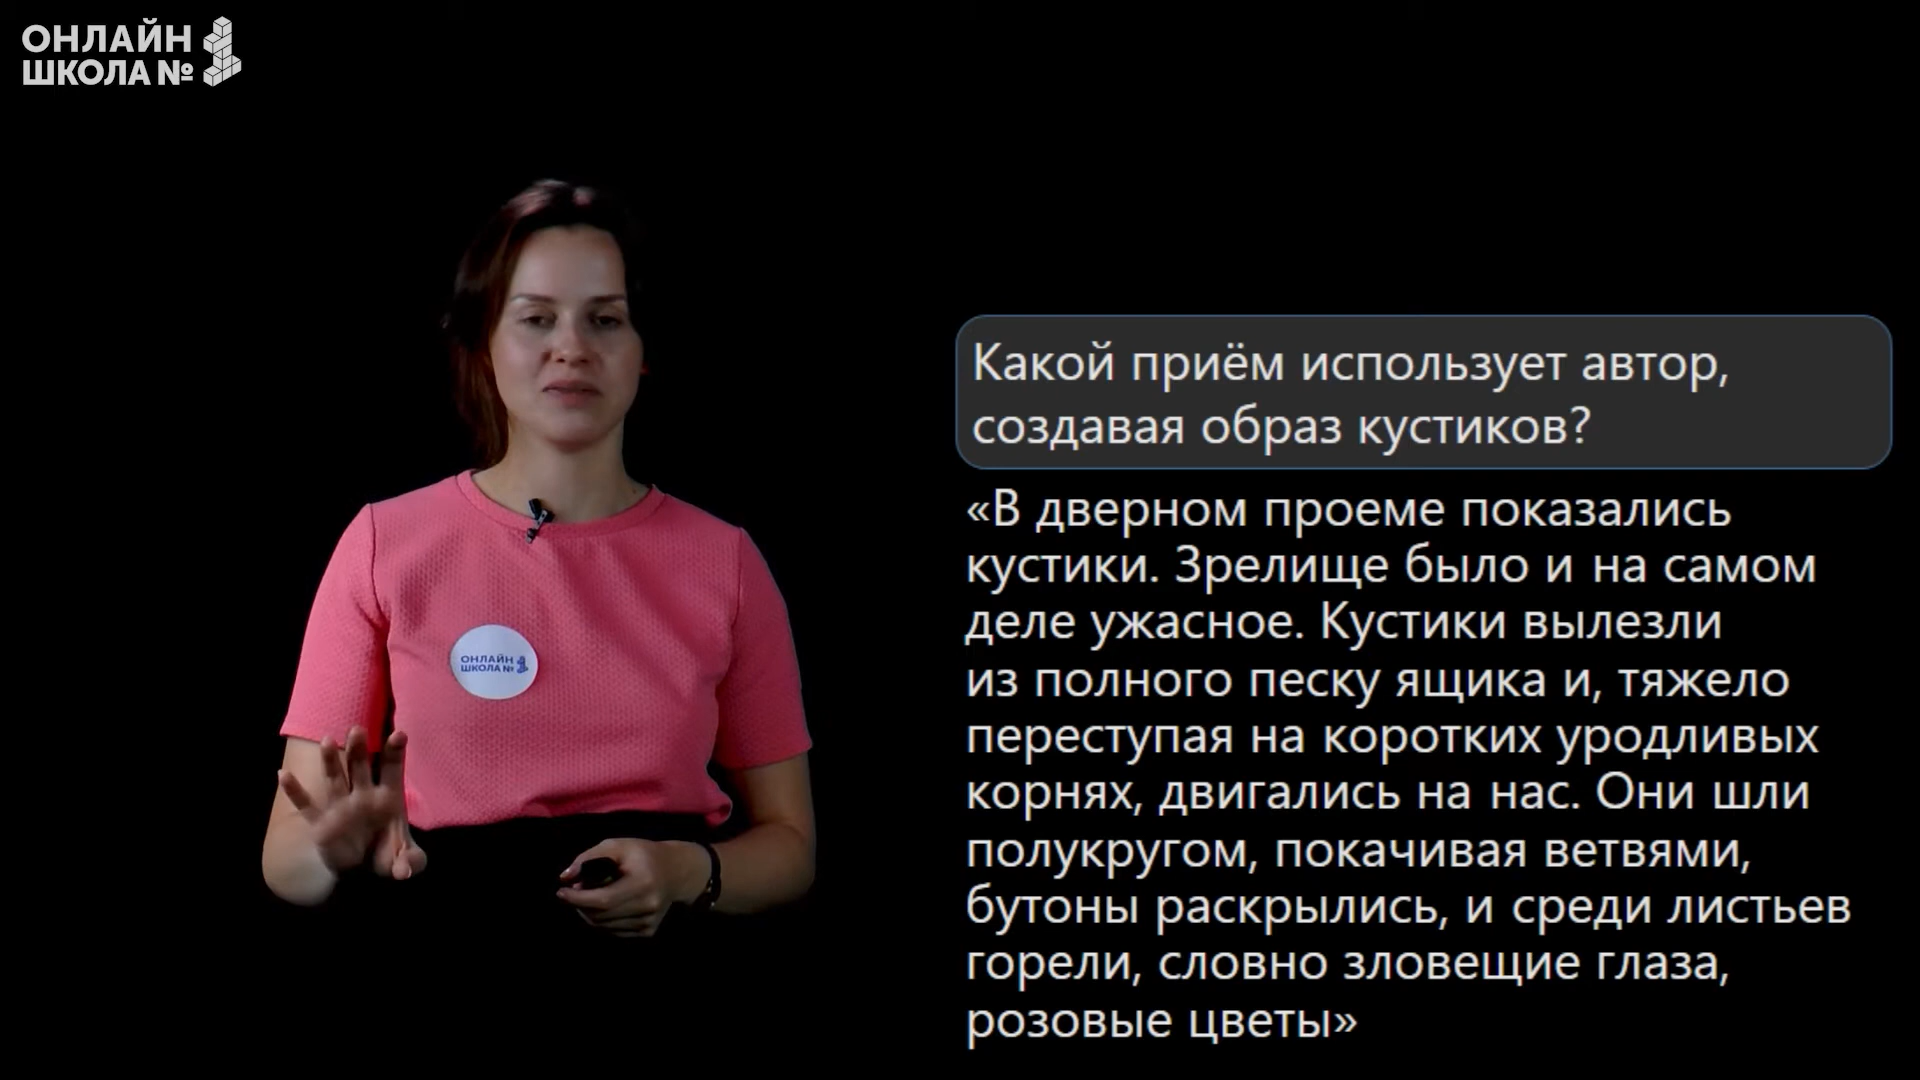 ОНЛАЙН
ШКОЛА №
ОНЛАЙН
ШКОЛА №
Какой приём использует автор,
создавая образ кустиков?
«В дверном проеме показались
кустики. Зрелище было и на самом
деле ужасное. Кустики вылезли
из полного песку ящика и, тяжело
переступая на коротких уродливых
корнях, двигались на нас. Они шли
полукругом, покачивая ветвями,
бутоны раскрылись, и среди листьев
горели, словно зловещие глаза,
розовые цветы»